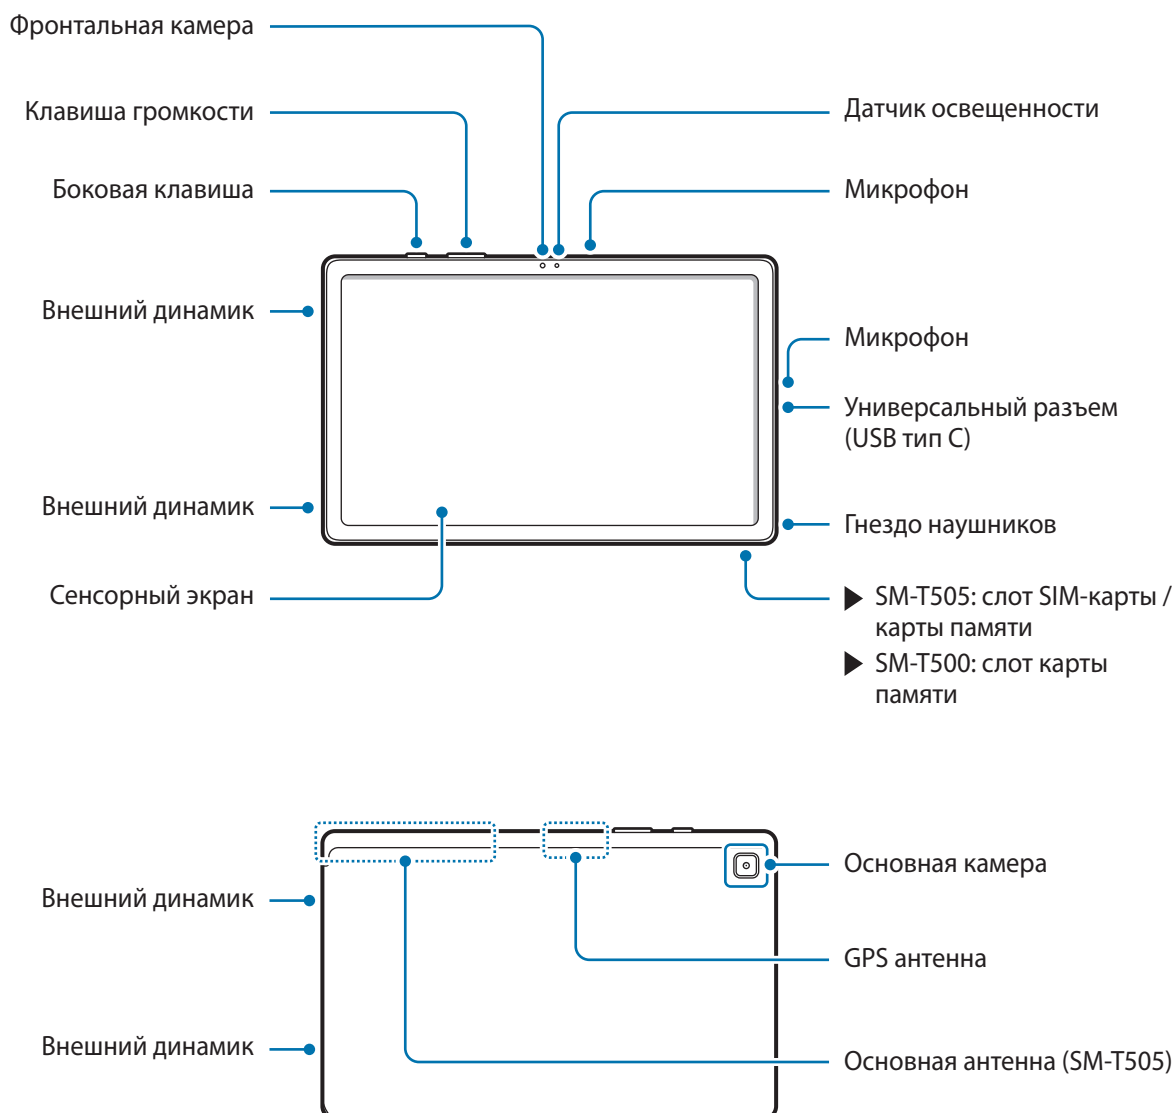 Фронтальная камера
Клавиша громкости
Датчик освещенности
Боковая клавиша
Микрофон
Внешний динамик
Микрофон
Универсальный разъем
(USB тип C)
Внешний динамик
Гнездо наушников
Сенсорный экран
SM-T505: слот SIM-карты /
карты памяти
SM-T500: слот карты
памяти
Основная камера
Внешний динамик
GPS антенна
Внешний динамик
Основная антенна (SM-T505)